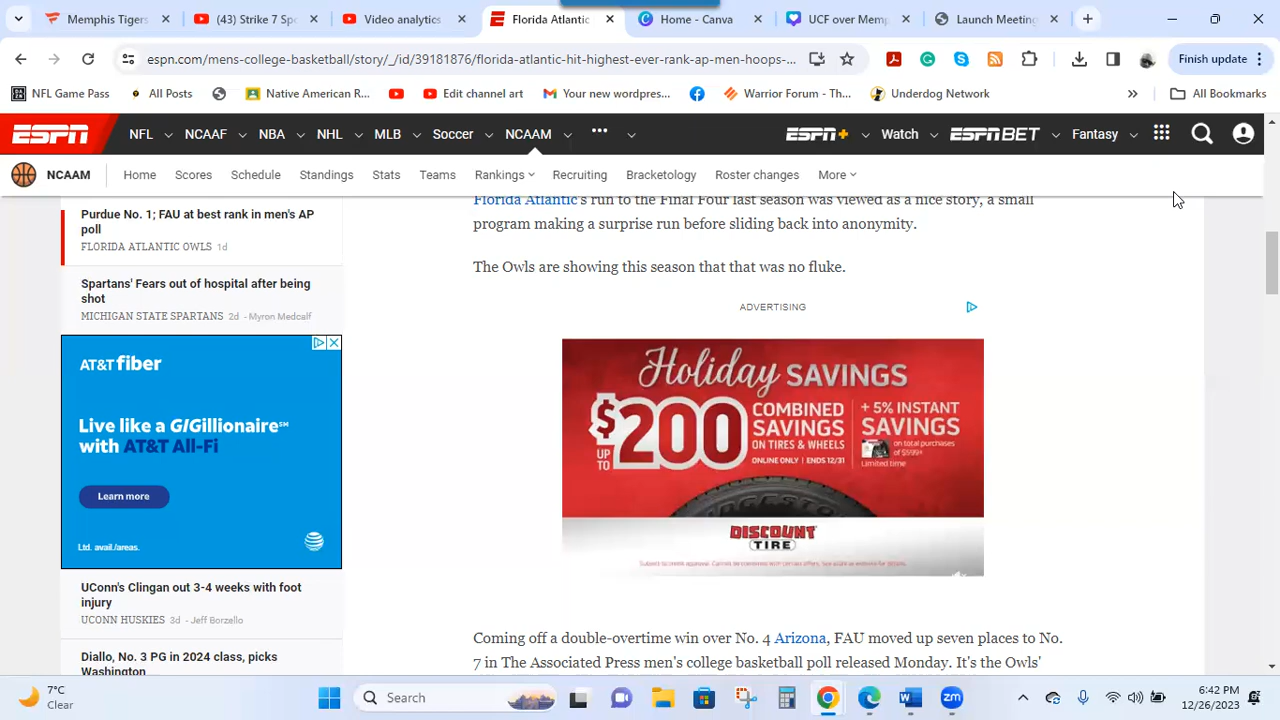 Memphis Tigers
(43) Strike 7 Sp
Video analytics
Florida Atlantic
Home - Canva
UCF over Memp
Launch Meeting
espn.com/mens-college-basketball/story/_/id/39181876/florida-atlantic-hit-highest-ever-rank-ap-men-hoops-...
Finish update
NFL Game Pass
All Posts
Native American R...
Edit channel art
Your new wordpres...
Warrior Forum - Th...
Underdog Network
All Bookmarks
ESPN NFL NCAAF NBA NHL MLB Soccer NCAAM ESPN+ Watch ESPN BET Fantasy
NCAAM Home Scores Schedule Standings Stats Teams Rankings Recruiting Bracketology Roster changes More
Purdue No. 1; FAU at best rank in men's AP
poll
FLORIDA ATLANTIC OWLS 1d
Spartans' Fears out of hospital after being
shot
MICHIGAN STATE SPARTANS 2d - Myron Medcalf
AT&T fiber
Live like a GIGillionaire℠
with AT&T All-Fi
Learn more
Ltd. avail./areas.
UConn's Clingan out 3-4 weeks with foot
injury
UCONN HUSKIES 3d - Jeff Borzello
Diallo, No. 3 PG in 2024 class, picks
Washington
Florida Atlantic's run to the Final Four last season was viewed as a nice story, a small
program making a surprise run before sliding back into anonymity.
The Owls are showing this season that that was no fluke.
ADVERTISING
Holiday SAVINGS
UP TO $200 COMBINED SAVINGS ON TIRES & WHEELS
ONLINE ONLY | ENDS 12/31
+ 5% INSTANT
SAVINGS
on total purchases
of $599+
Limited time
DISCOUNT
TIRE
Coming off a double-overtime win over No. 4 Arizona, FAU moved up seven places to No.
7 in The Associated Press men's college basketball poll released Monday. It's the Owls'
7°C
Clear
Search
6:42 PM
12/26/2023